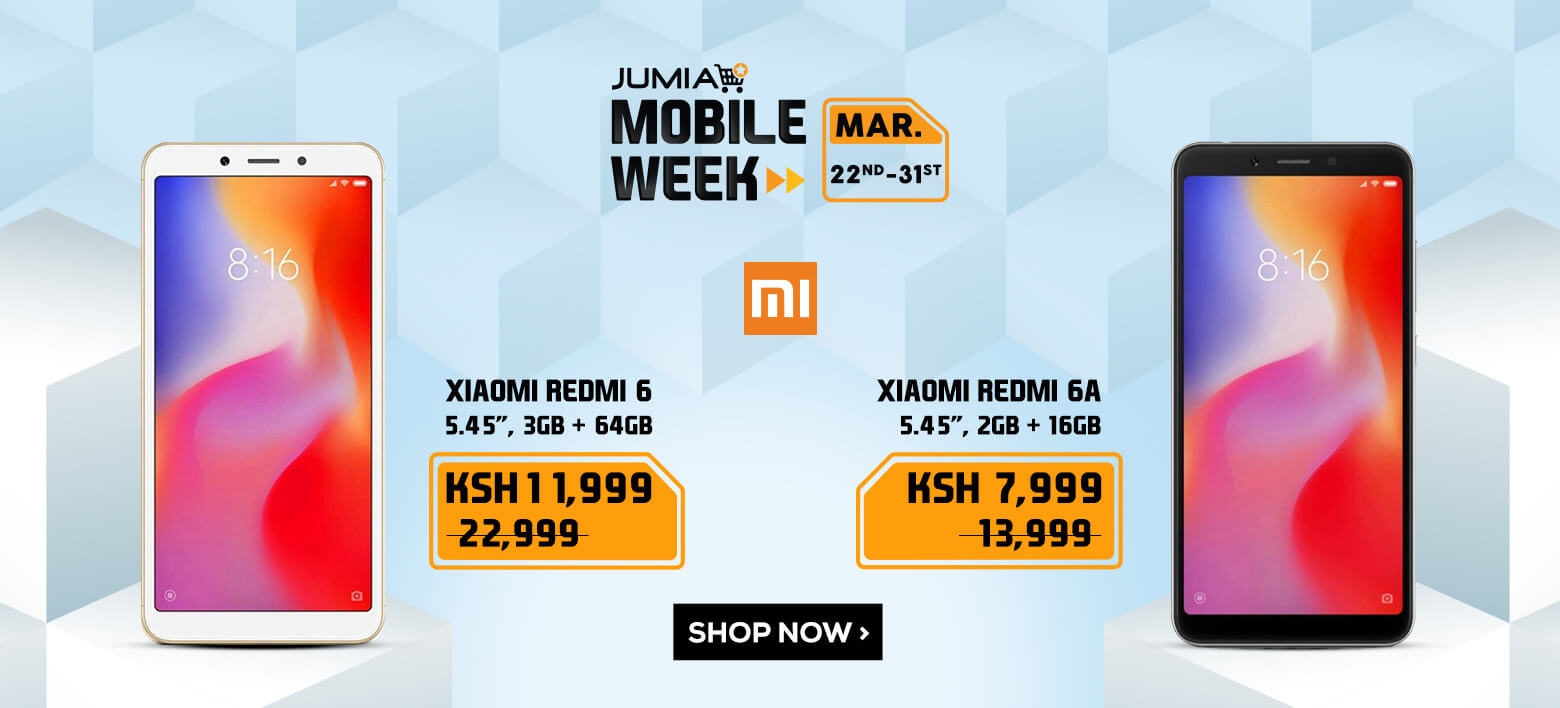 JUMIA
MOBILE
WEEK
MAR.
22ND-31ST
mi
8:16
8:16
XIAOMI REDMI 6
5.45”, 3GB + 64GB
KSH 11,999
22,999
XIAOMI REDMI 6A
5.45”, 2GB + 16GB
KSH 7,999
13,999
SHOP NOW ›